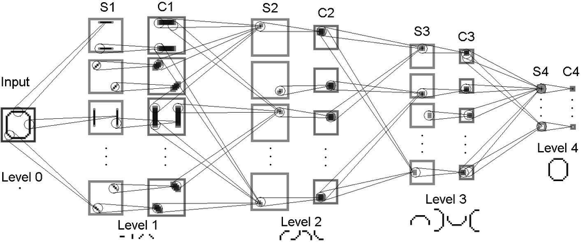 S1 C1 S2 C2 S3 C3 S4 C4
Input
Level 0
Level 1
Level 2
Level 3
Level 4